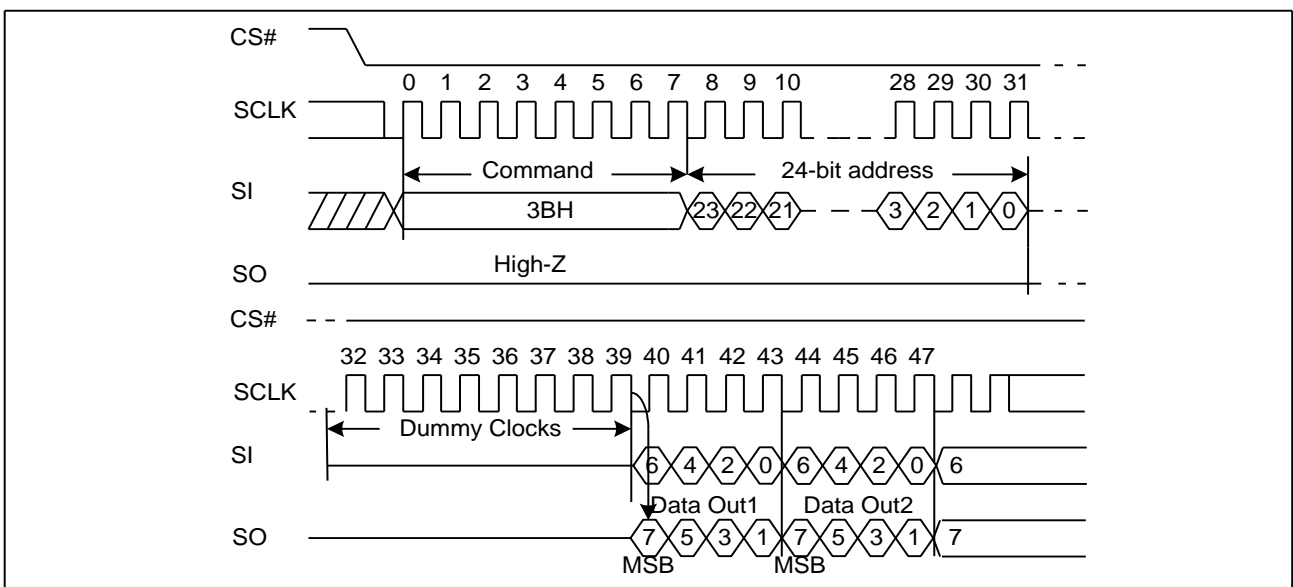 CS#
0 1 2 3 4 5 6 7 8 9 10 28 29 30 31
SCLK
Command 24-bit address
SI
3BH 23 22 21 3 2 1 0
High-Z
SO
CS#
32 33 34 35 36 37 38 39 40 41 42 43 44 45 46 47
SCLK
Dummy Clocks
SI
6 4 2 0 6 4 2 0 6
Data Out1 Data Out2
SO
7 5 3 1 7 5 3 1 7
MSB MSB